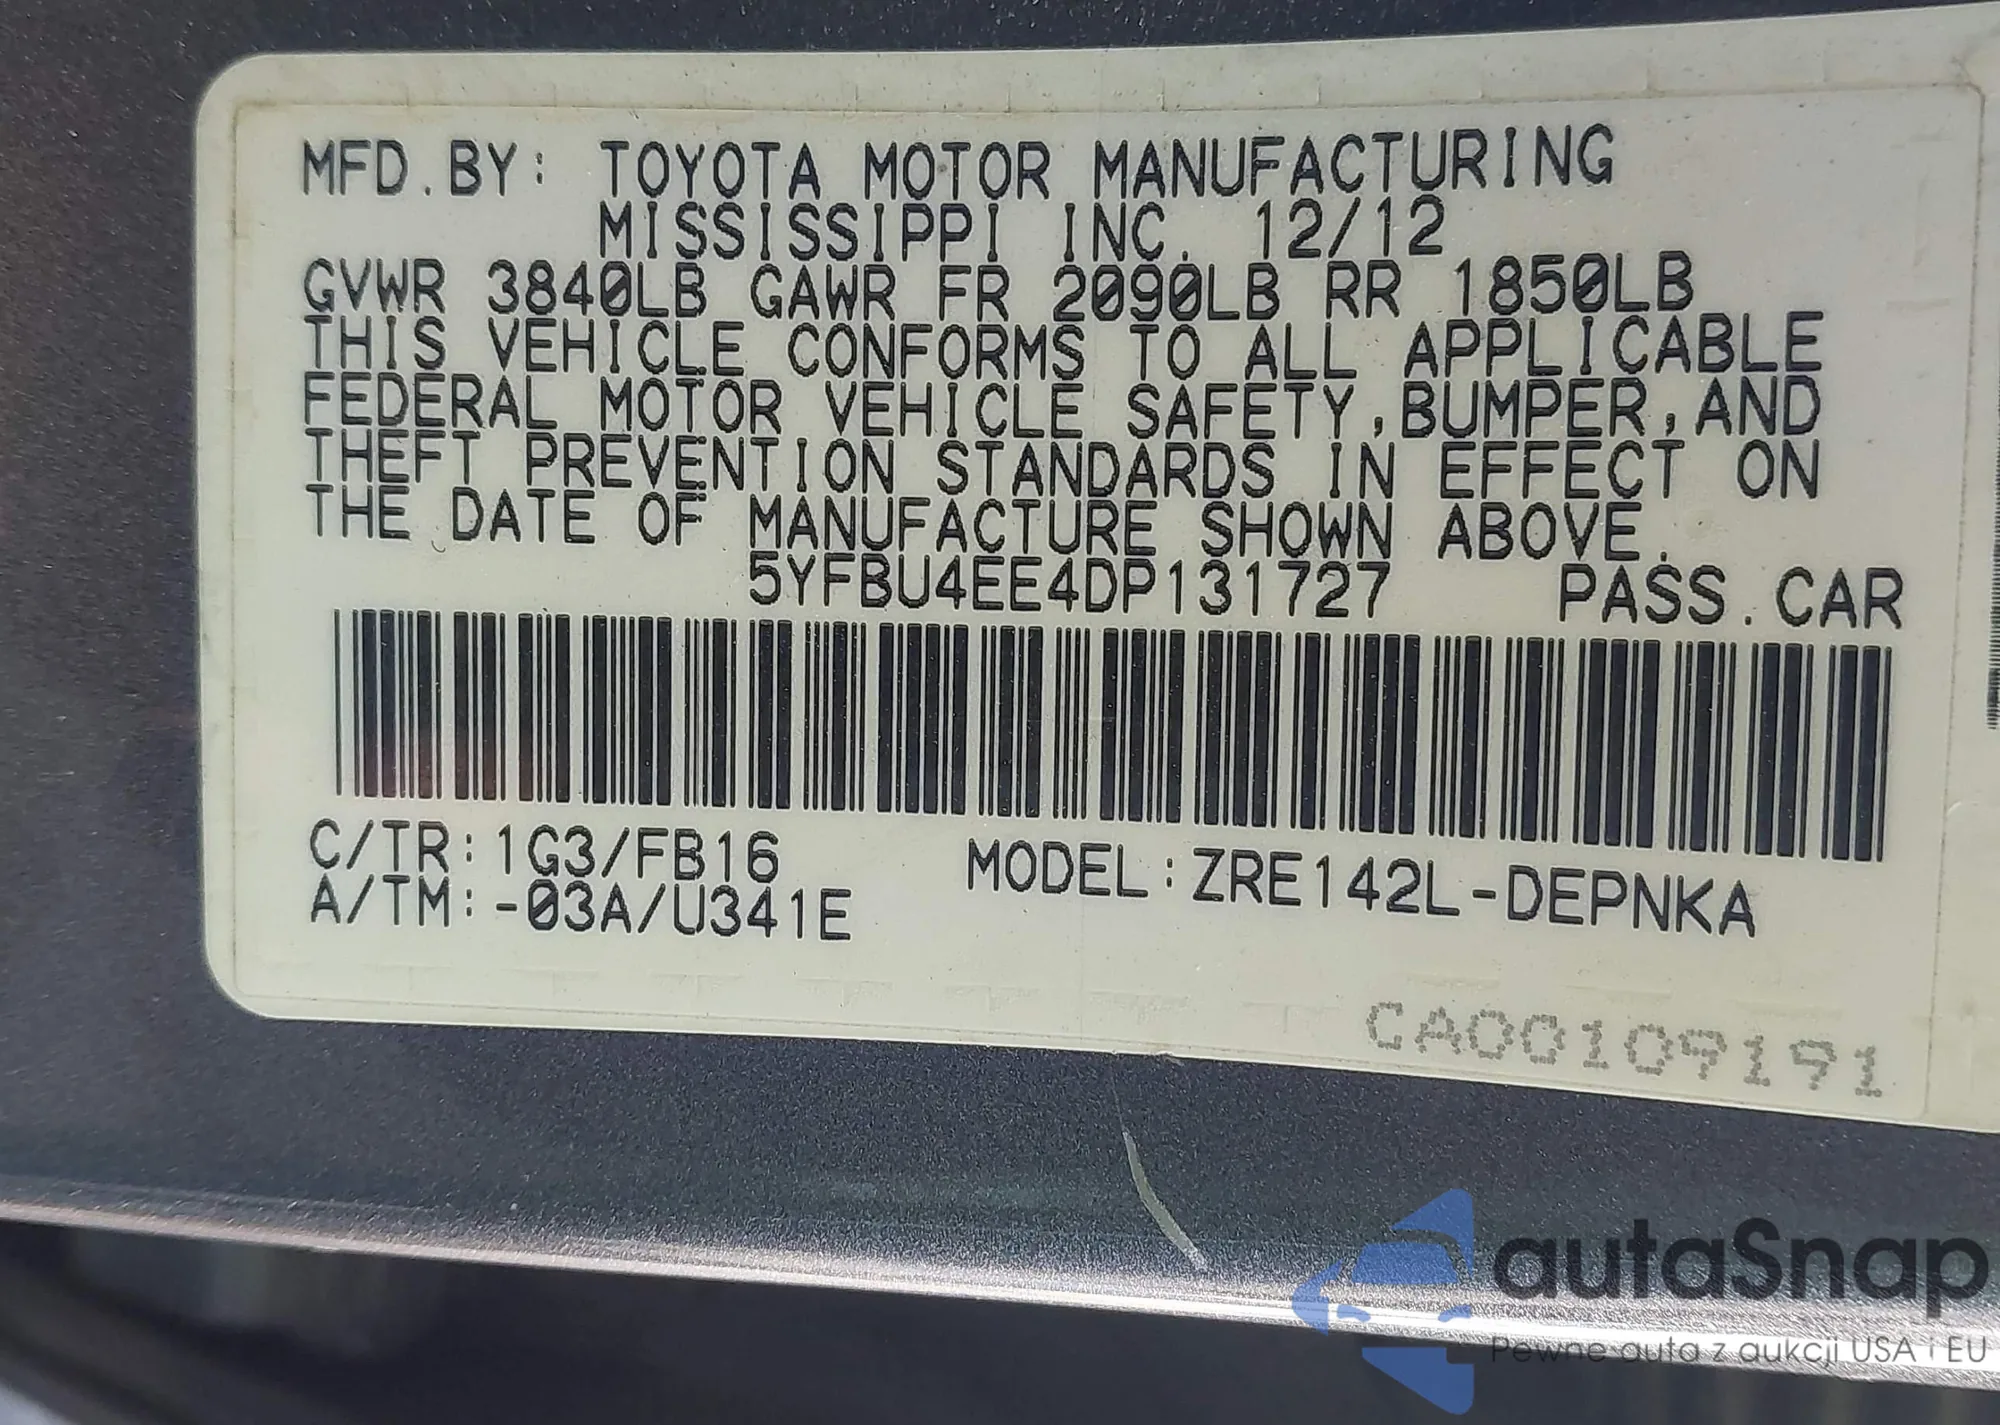 MFD.BY: TOYOTA MOTOR MANUFACTURING
MISSISSIPPI INC. 12/12
GVWR 3840LB GAWR FR 2090LB RR 1850LB
THIS VEHICLE CONFORMS TO ALL APPLICABLE
FEDERAL MOTOR VEHICLE SAFETY,BUMPER,AND
THEFT PREVENTION STANDARDS IN EFFECT ON
THE DATE OF MANUFACTURE SHOWN ABOVE.
5YFBU4EE4DP131727 PASS.CAR
C/TR:1G3/FB16 MODEL:ZRE142L-DEPNKA
A/TM:-03A/U341E
CA00109191
autaSnap
Pewne auta z aukcji USA i EU